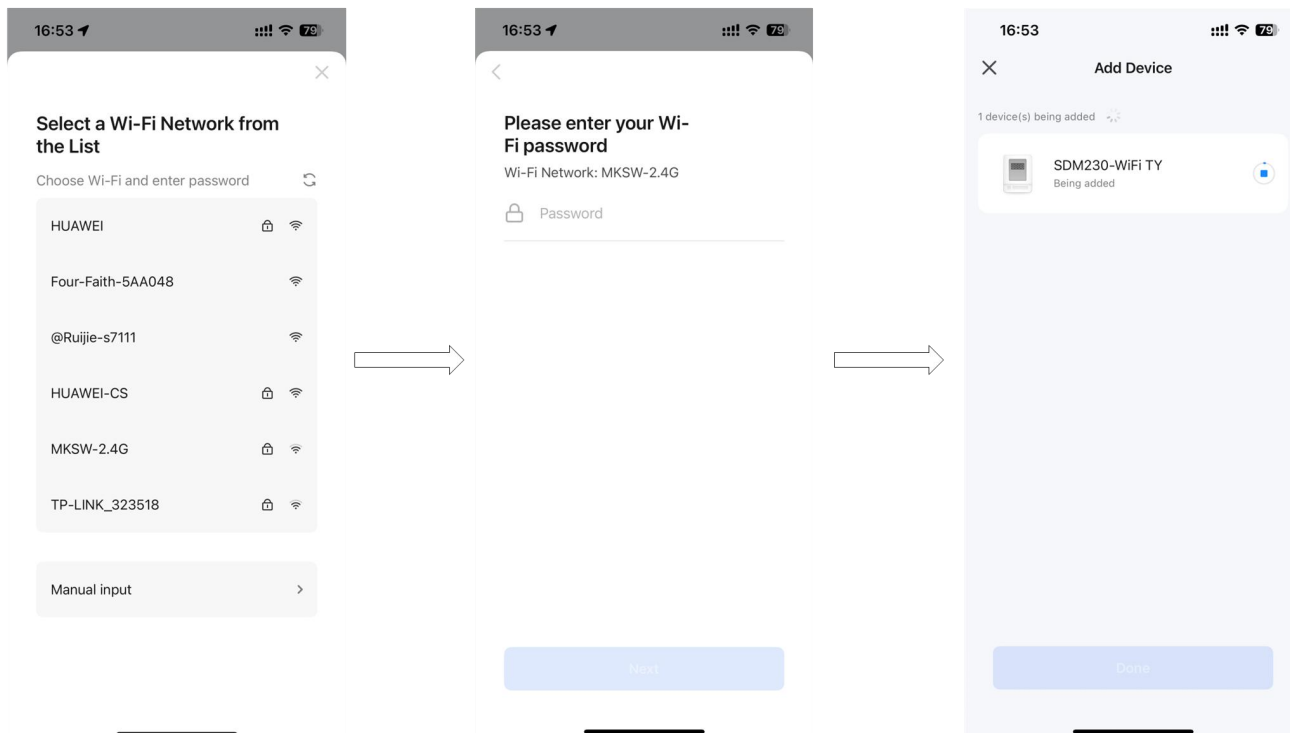 16:53
79
Select a Wi-Fi Network from
the List
Choose Wi-Fi and enter password
HUAWEI
Four-Faith-5AA048
@Ruijie-s7111
HUAWEI-CS
MKSW-2.4G
TP-LINK_323518
Manual input
16:53
79
Please enter your Wi-
Fi password
Wi-Fi Network: MKSW-2.4G
Password
Next
16:53
79
Add Device
1 device(s) being added
SDM230-WiFi TY
Being added
Done